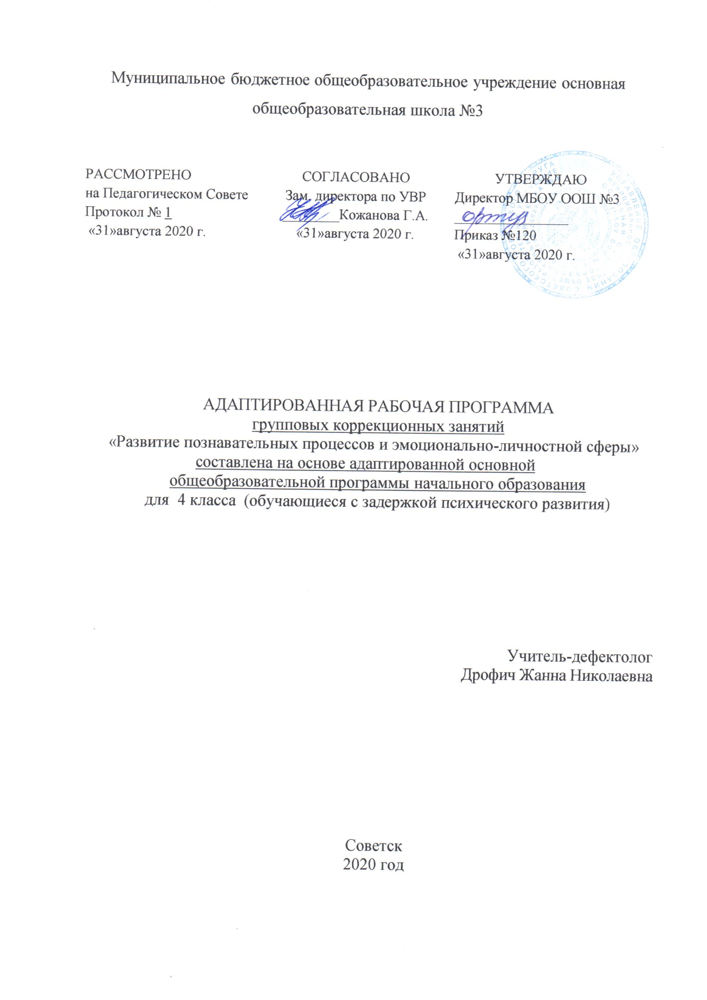 Муниципальное бюджетное общеобразовательное учреждение основная
общеобразовательная школа №3
РАССМОТРЕНО
на Педагогическом Совете
Протокол № 1
«31»августа 2020 г.
СОГЛАСОВАНО
Зам. директора по УВР
________Кожанова Г.А.
«31»августа 2020 г.
УТВЕРЖДАЮ
Директор МБОУ ООШ №3
________________
Приказ №120
«31»августа 2020 г.
АДАПТИРОВАННАЯ РАБОЧАЯ ПРОГРАММА
групповых коррекционных занятий
«Развитие познавательных процессов и эмоционально-личностной сферы»
составлена на основе адаптированной основной
общеобразовательной программы начального образования
для 4 класса (обучающиеся с задержкой психического развития)
Учитель-дефектолог
Дрофич Жанна Николаевна
Советск
2020 год